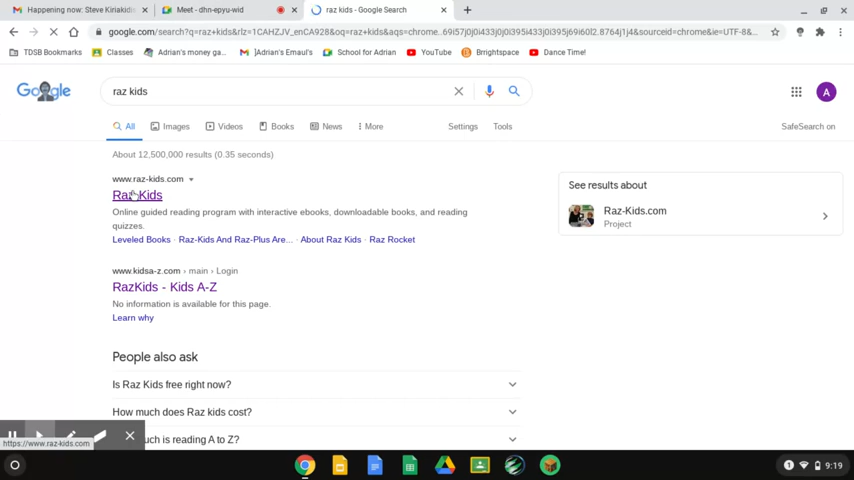 Happening now: Steve Kiriakidis
Meet - dhn-epyu-wid
raz kids - Google Search
google.com/search?q=raz+kids&rlz=1CAHZJV_enCA928&oq=raz+kids&aqs=chrome..69i57j0j0i433j0j0i395i433j0i395j69i60l2.8764j1j4&sourceid=chrome&ie=UTF-8&...
TDSB Bookmarks
Classes
Adrian's money ga...
]Adrian's Emaul's
School for Adrian
YouTube
Brrightspace
Dance Time!
Google
raz kids
A
All
Images
Videos
Books
News
More
Settings
Tools
SafeSearch on
About 12,500,000 results (0.35 seconds)
www.raz-kids.com
Raz-Kids
Online guided reading program with interactive ebooks, downloadable books, and reading
quizzes.
Leveled Books · Raz-Kids And Raz-Plus Are... · About Raz Kids · Raz Rocket
See results about
Raz-Kids.com
Project
www.kidsa-z.com › main › Login
RazKids - Kids A-Z
No information is available for this page.
Learn why
People also ask
Is Raz Kids free right now?
How much does Raz kids cost?
uch is reading A to Z?
https://www.raz-kids.com
1
9:19